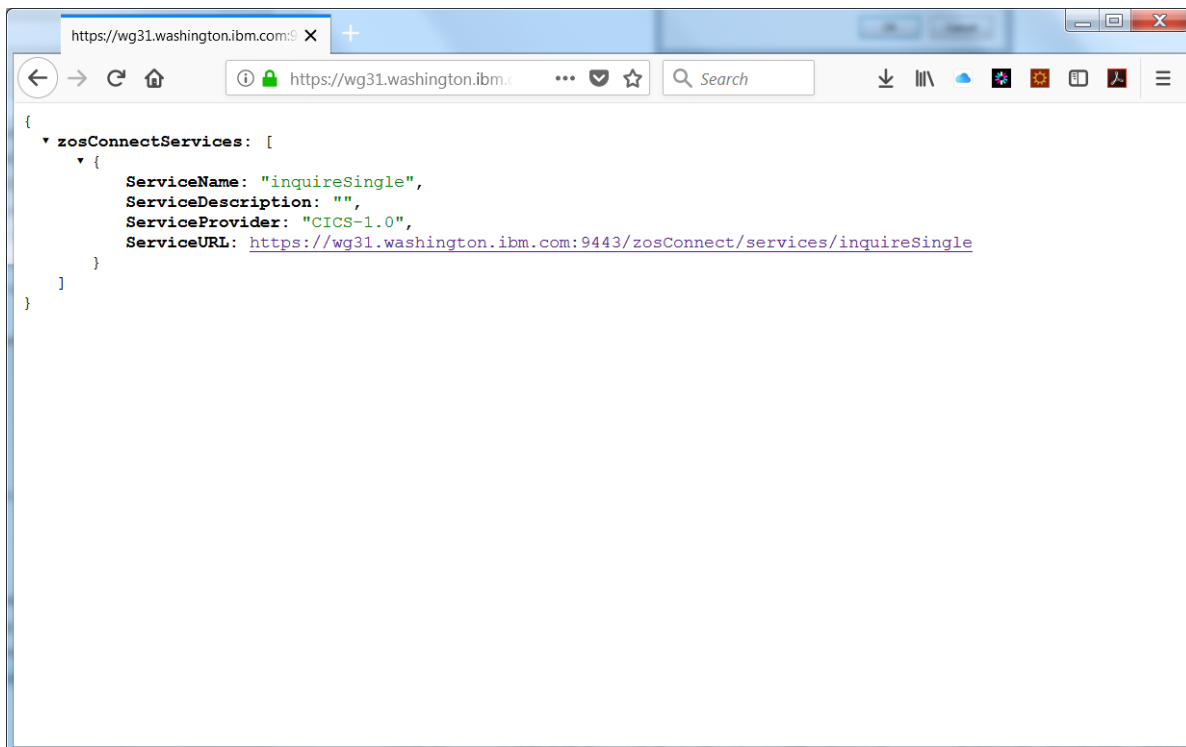 https://wg31.washington.ibm.com:9
https://wg31.washington.ibm.c
Search
{
zosConnectServices: [
{
ServiceName: "inquireSingle",
ServiceDescription: "",
ServiceProvider: "CICS-1.0",
ServiceURL: https://wg31.washington.ibm.com:9443/zosConnect/services/inquireSingle
}
]
}